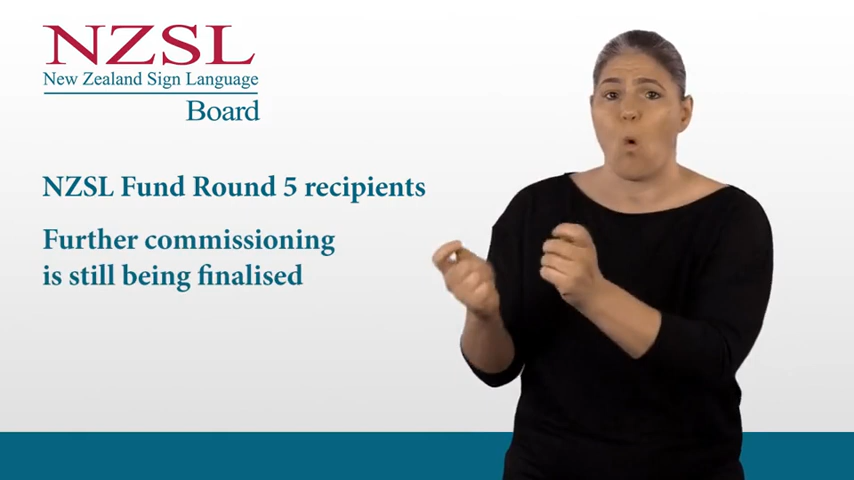 NZSL
New Zealand Sign Language
Board
NZSL Fund Round 5 recipients
Further commissioning
is still being finalised